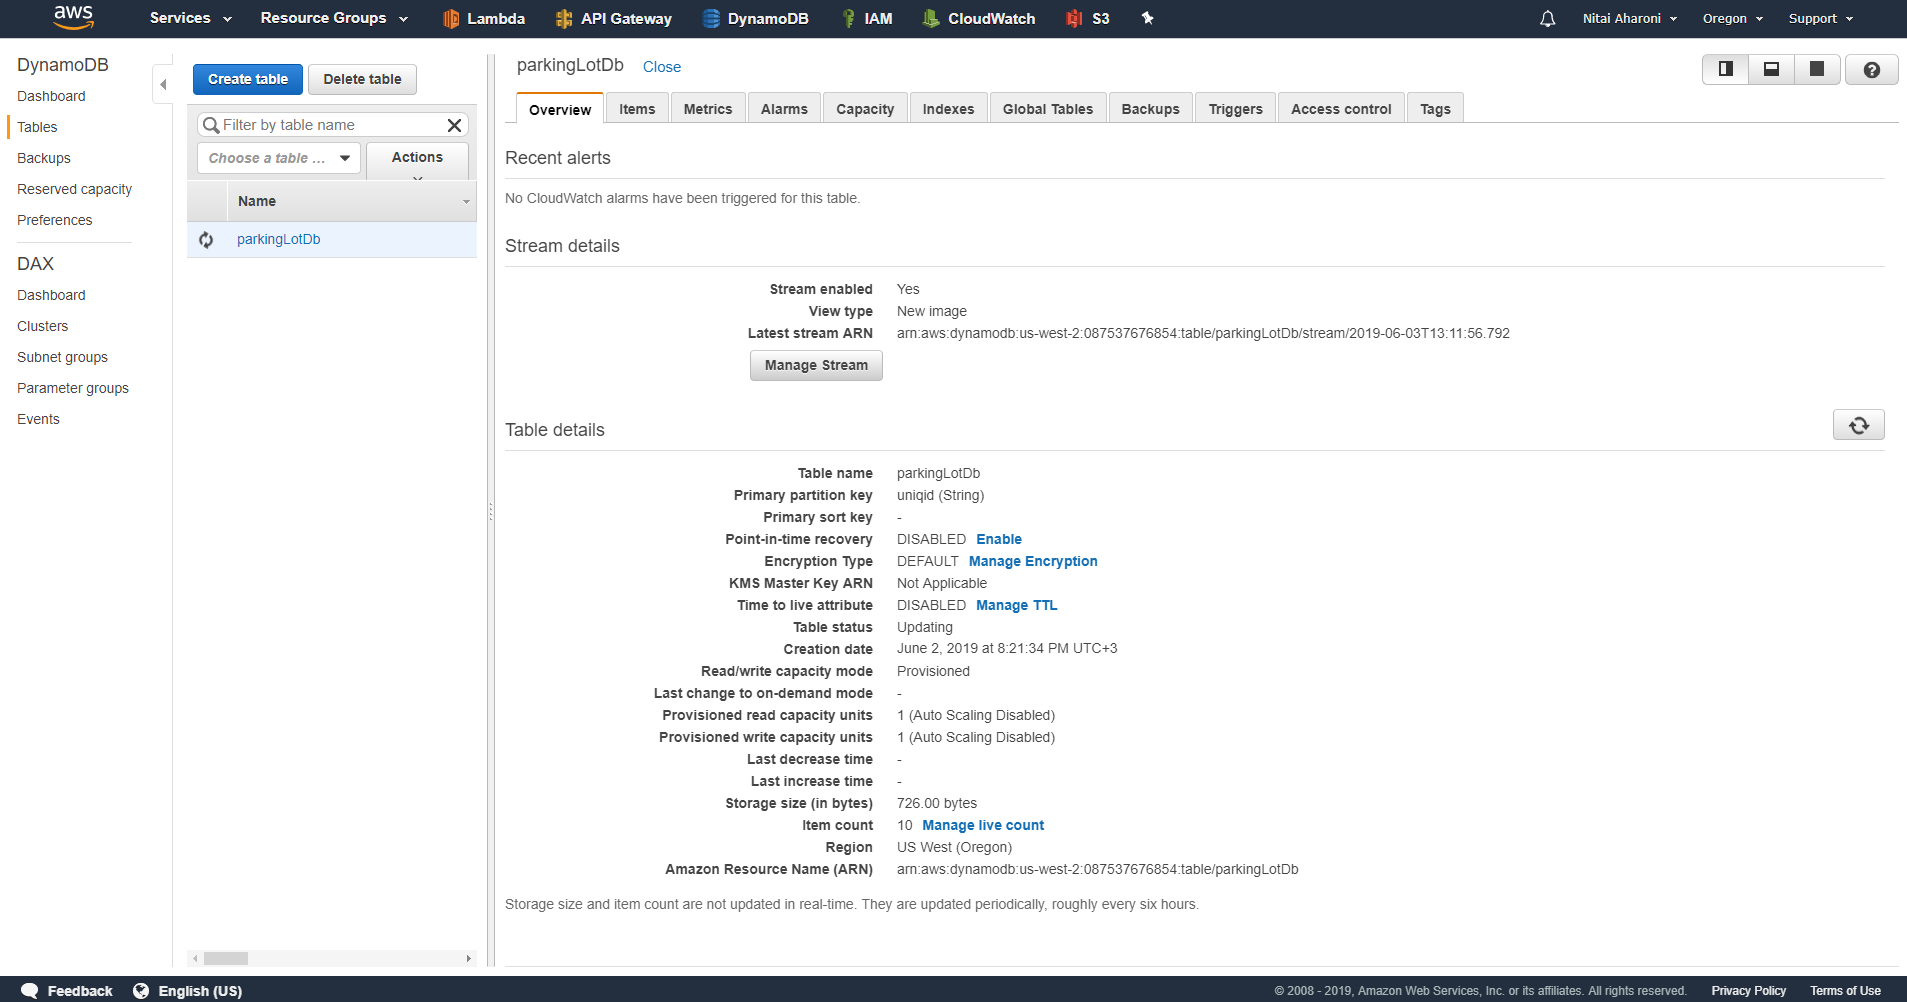 aws
Services
Resource Groups
Lambda
API Gateway
DynamoDB
IAM
CloudWatch
S3
Nitai Aharoni
Oregon
Support
DynamoDB
Dashboard
Tables
Backups
Reserved capacity
Preferences
DAX
Dashboard
Clusters
Subnet groups
Parameter groups
Events
Create table
Delete table
Filter by table name
Choose a table ...
Actions
Name
parkingLotDb
parkingLotDb Close
Overview
Items
Metrics
Alarms
Capacity
Indexes
Global Tables
Backups
Triggers
Access control
Tags
Recent alerts
No CloudWatch alarms have been triggered for this table.
Stream details
Stream enabled Yes
View type New image
Latest stream ARN arn:aws:dynamodb:us-west-2:087537676854:table/parkingLotDb/stream/2019-06-03T13:11:56.792
Manage Stream
Table details
Table name parkingLotDb
Primary partition key uniqid (String)
Primary sort key -
Point-in-time recovery DISABLED Enable
Encryption Type DEFAULT Manage Encryption
KMS Master Key ARN Not Applicable
Time to live attribute DISABLED Manage TTL
Table status Updating
Creation date June 2, 2019 at 8:21:34 PM UTC+3
Read/write capacity mode Provisioned
Last change to on-demand mode -
Provisioned read capacity units 1 (Auto Scaling Disabled)
Provisioned write capacity units 1 (Auto Scaling Disabled)
Last decrease time -
Last increase time -
Storage size (in bytes) 726.00 bytes
Item count 10 Manage live count
Region US West (Oregon)
Amazon Resource Name (ARN) arn:aws:dynamodb:us-west-2:087537676854:table/parkingLotDb
Storage size and item count are not updated in real-time. They are updated periodically, roughly every six hours.
Feedback
English (US)
© 2008 - 2019, Amazon Web Services, Inc. or its affiliates. All rights reserved.
Privacy Policy
Terms of Use